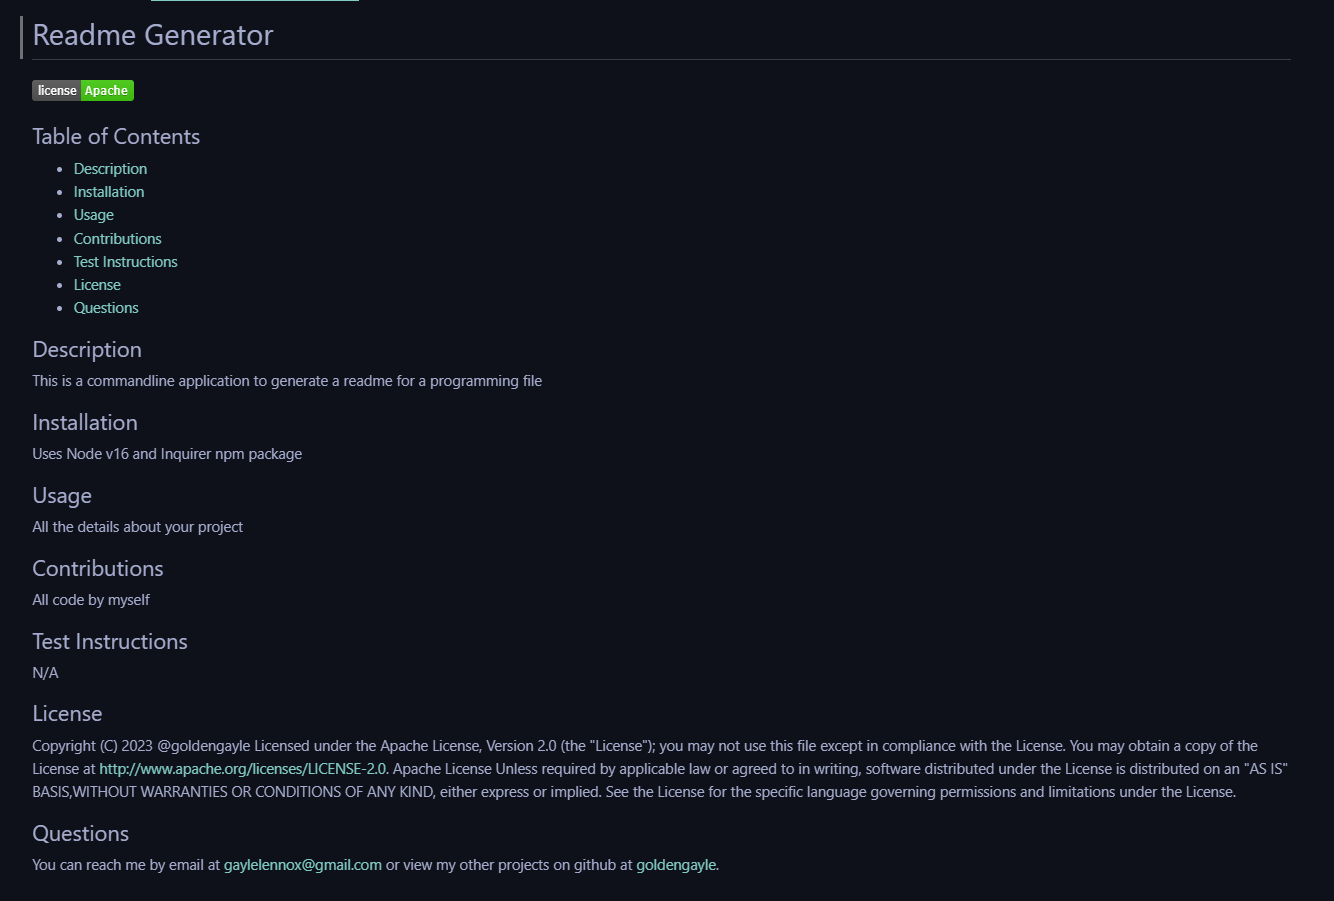 Readme Generator
license Apache
Table of Contents
Description
Installation
Usage
Contributions
Test Instructions
License
Questions
Description
This is a commandline application to generate a readme for a programming file
Installation
Uses Node v16 and Inquirer npm package
Usage
All the details about your project
Contributions
All code by myself
Test Instructions
N/A
License
Copyright (C) 2023 @goldengayle Licensed under the Apache License, Version 2.0 (the "License"); you may not use this file except in compliance with the License. You may obtain a copy of the
License at http://www.apache.org/licenses/LICENSE-2.0. Apache License Unless required by applicable law or agreed to in writing, software distributed under the License is distributed on an "AS IS"
BASIS,WITHOUT WARRANTIES OR CONDITIONS OF ANY KIND, either express or implied. See the License for the specific language governing permissions and limitations under the License.
Questions
You can reach me by email at gaylelennox@gmail.com or view my other projects on github at goldengayle.